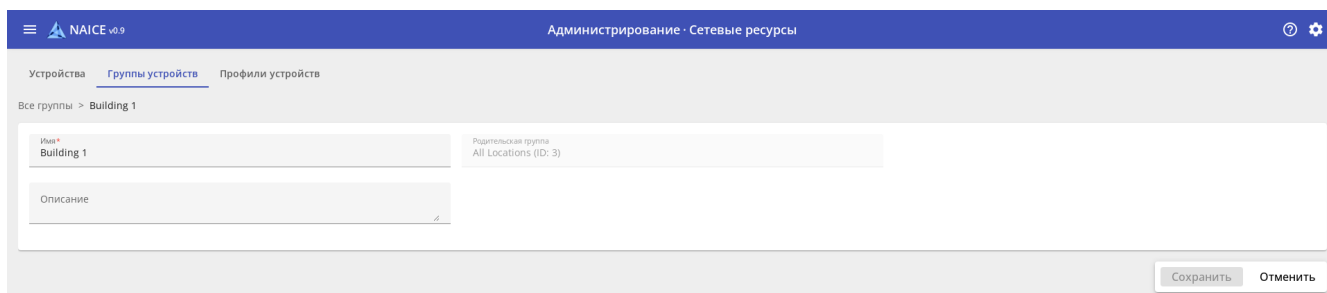 NAICE v0.9
Администрирование · Сетевые ресурсы
Устройства Группы устройств Профили устройств
Все группы > Building 1
Имя* Родительская группа
Building 1 All Locations (ID: 3)
Описание
Сохранить Отменить